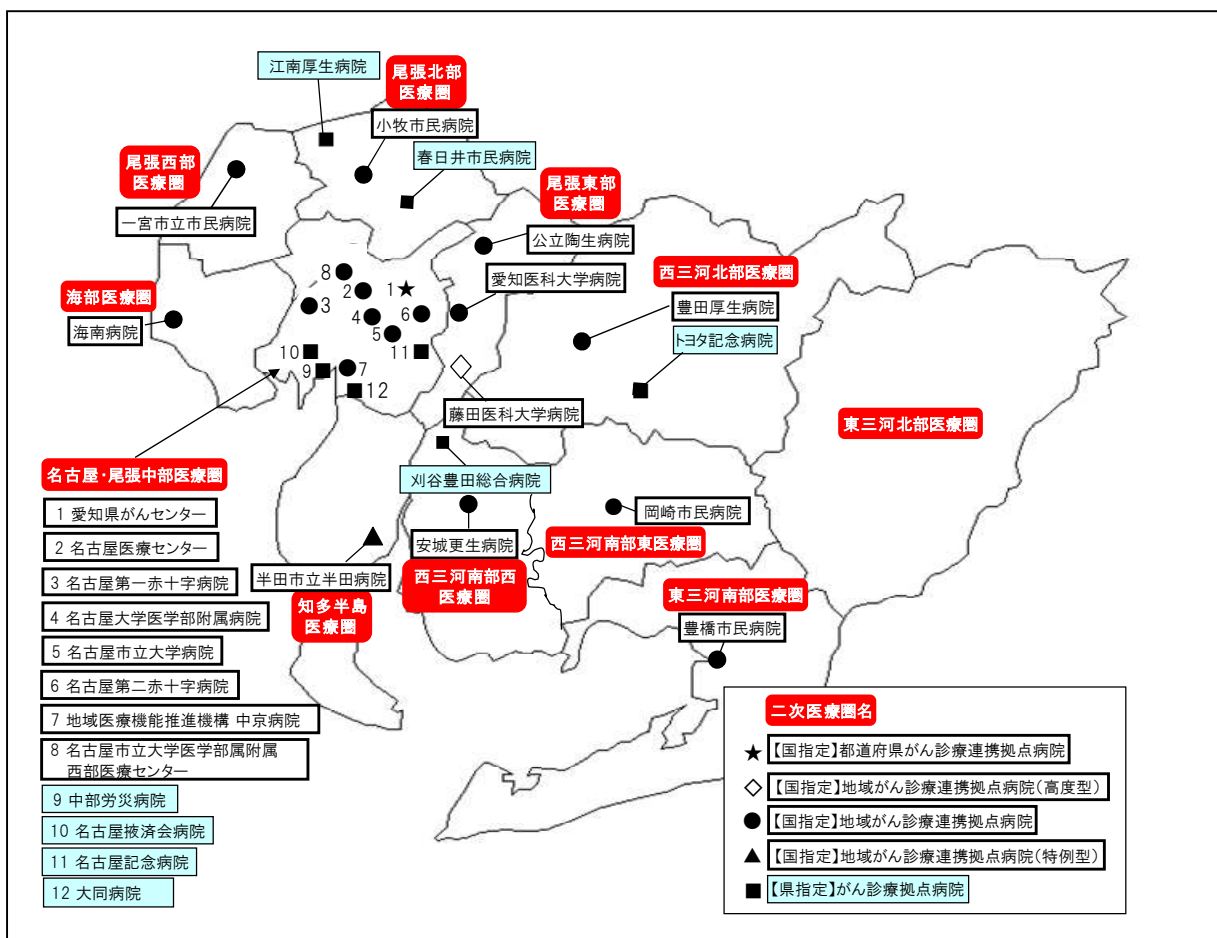 江南厚生病院
尾張北部
医療圏
小牧市民病院
春日井市民病院
尾張西部
医療圏
一宮市立市民病院
尾張東部
医療圏
公立陶生病院
愛知医科大学病院
西三河北部医療圏
豊田厚生病院
トヨタ記念病院
海部医療圏
海南病院
8
2
1
3
4
6
5
10
11
9
7
12
藤田医科大学病院
東三河北部医療圏
刈谷豊田総合病院
安城更生病院
西三河南部西
医療圏
岡崎市民病院
西三河南部東医療圏
半田市立半田病院
知多半島
医療圏
東三河南部医療圏
豊橋市民病院
名古屋・尾張中部医療圏
1 愛知県がんセンター
2 名古屋医療センター
3 名古屋第一赤十字病院
4 名古屋大学医学部附属病院
5 名古屋市立大学病院
6 名古屋第二赤十字病院
7 地域医療機能推進機構 中京病院
8 名古屋市立大学医学部属附属
西部医療センター
9 中部労災病院
10 名古屋掖済会病院
11 名古屋記念病院
12 大同病院
二次医療圏名
★ 【国指定】都道府県がん診療連携拠点病院
◇ 【国指定】地域がん診療連携拠点病院(高度型)
● 【国指定】地域がん診療連携拠点病院
▲ 【国指定】地域がん診療連携拠点病院(特例型)
■ 【県指定】がん診療拠点病院